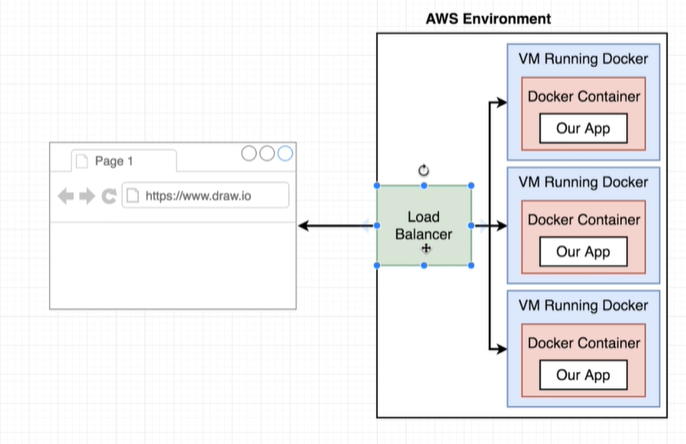 AWS Environment
VM Running Docker
Docker Container
Our App
Page 1
https://www.draw.io
VM Running Docker
Docker Container
Our App
Load
Balancer
VM Running Docker
Docker Container
Our App